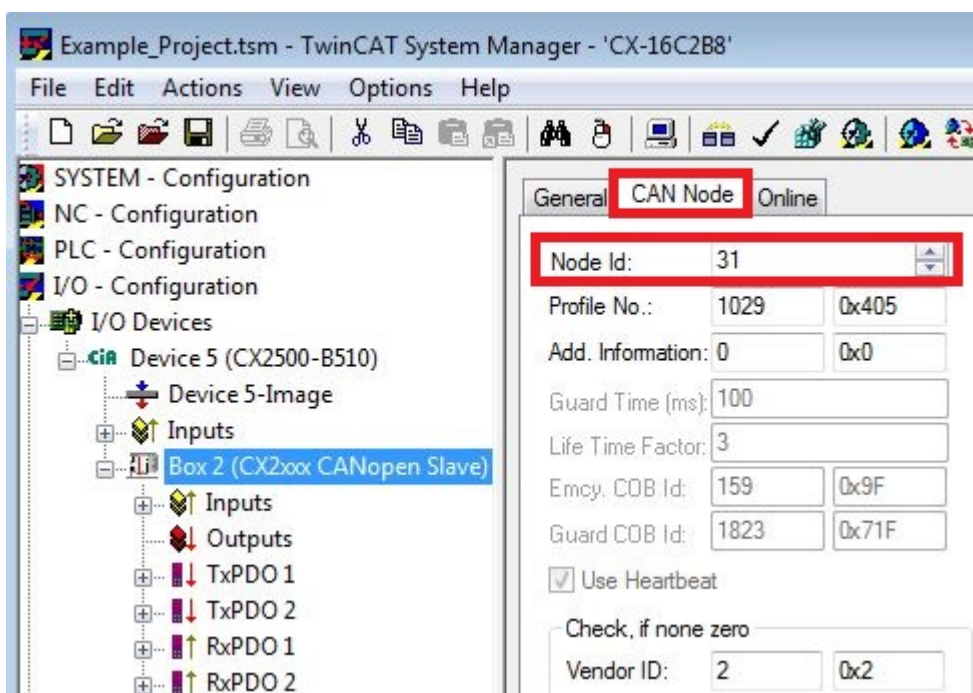 Example_Project.tsm - TwinCAT System Manager - 'CX-16C2B8'
File Edit Actions View Options Help
SYSTEM - Configuration
NC - Configuration
PLC - Configuration
I/O - Configuration
I/O Devices
CiA Device 5 (CX2500-B510)
Device 5-Image
Inputs
Box 2 (CX2xxx CANopen Slave)
Inputs
Outputs
TxPDO 1
TxPDO 2
RxPDO 1
RxPDO 2
General CAN Node Online
Node Id: 31
Profile No.: 1029 0x405
Add. Information: 0 0x0
Guard Time (ms): 100
Life Time Factor: 3
Emcy. COB Id: 159 0x9F
Guard COB Id: 1823 0x71F
Use Heartbeat
Check, if none zero
Vendor ID: 2 0x2